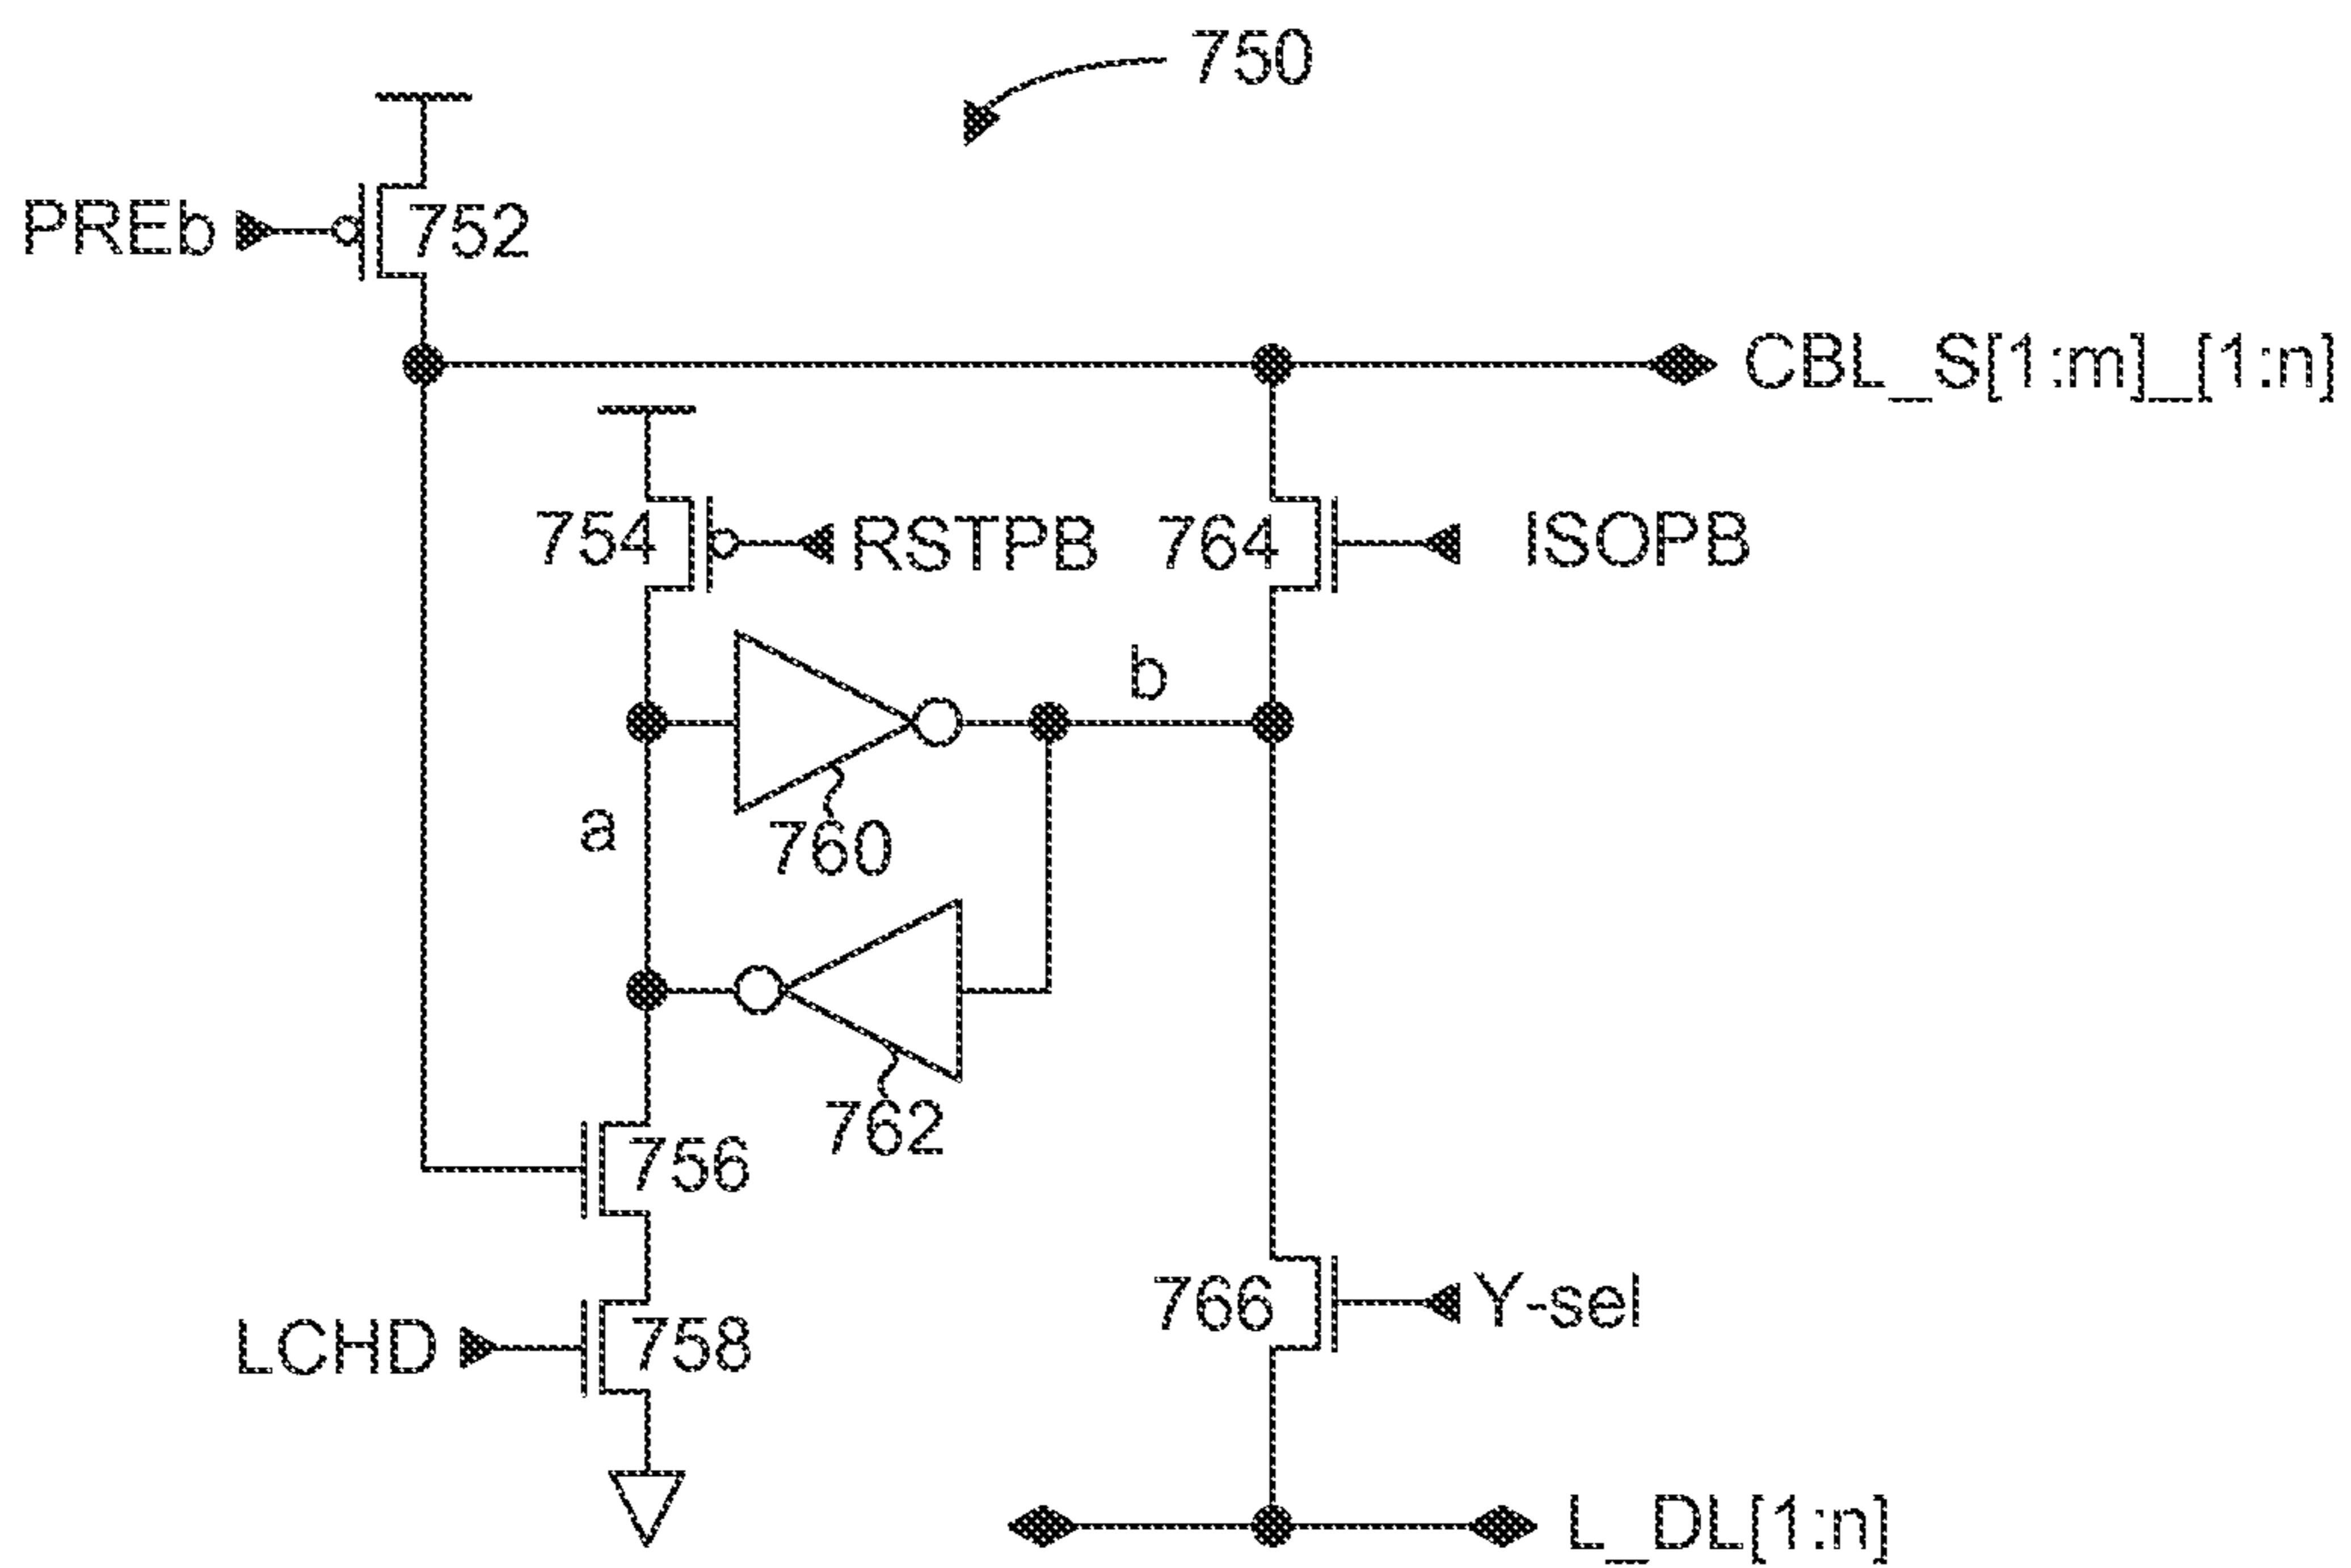 750
PREb
752
CBL_S[1:m]_[1:n]
754
RSTPB
764
ISOPB
b
a
760
762
756
766
Y-sel
LCHD
758
L_DL[1:n]